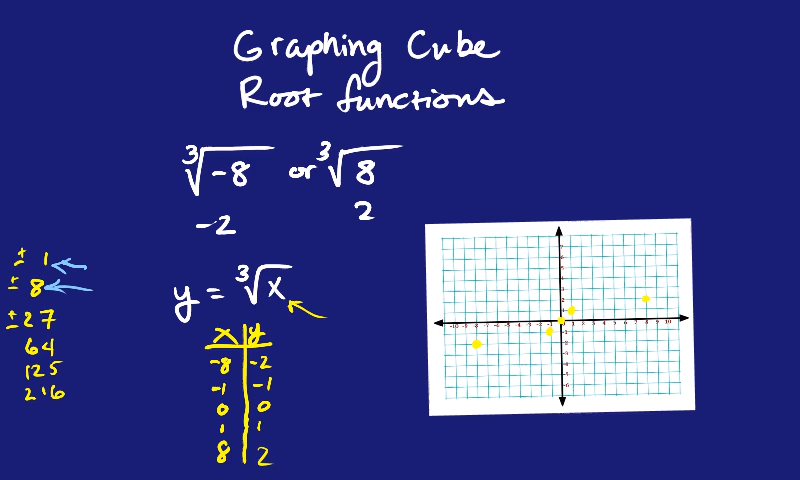 Graphing Cube
Root functions
∛-8 or ∛8
-2 2
y = ∛x
x y
-8 -2
-1 -1
0 0
1 1
8 2
± 1
± 8
± 27
64
125
216